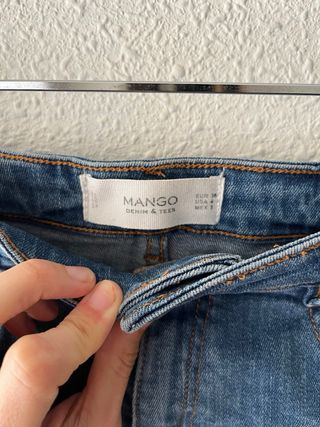 MANGO
DENIM & TEES
EUR 36
USA 4
MEX